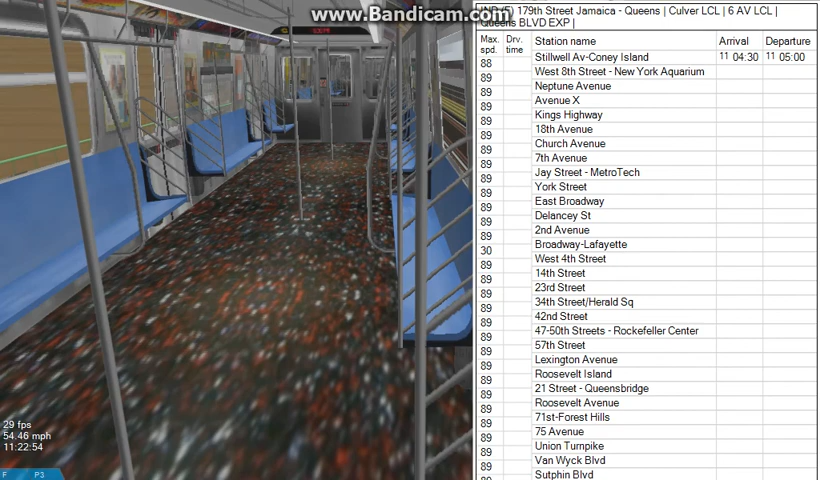 www.Bandicam.com
IND (F) 179th Street Jamaica - Queens | Culver LCL | 6 AV LCL |
Queens BLVD EXP |
Max. spd. Drv. time Station name Arrival Departure
Stillwell Av-Coney Island 11 04:30 11 05:00
88
West 8th Street - New York Aquarium
89
Neptune Avenue
89
Avenue X
89
Kings Highway
89
18th Avenue
89
Church Avenue
89
7th Avenue
89
Jay Street - MetroTech
89
York Street
89
East Broadway
89
Delancey St
89
2nd Avenue
89
Broadway-Lafayette
30
West 4th Street
89
14th Street
89
23rd Street
89
34th Street/Herald Sq
89
42nd Street
89
47-50th Streets - Rockefeller Center
89
57th Street
89
Lexington Avenue
89
Roosevelt Island
89
21 Street - Queensbridge
89
Roosevelt Avenue
89
71st-Forest Hills
89
75 Avenue
89
Union Turnpike
89
Van Wyck Blvd
89
Sutphin Blvd
89
29 fps
54.46 mph
11:22:54
F P3